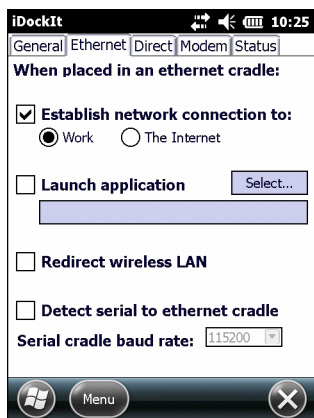 iDockIt 10:25
General Ethernet Direct Modem Status
When placed in an ethernet cradle:
Establish network connection to:
Work The Internet
Launch application Select...
Redirect wireless LAN
Detect serial to ethernet cradle
Serial cradle baud rate: 115200
Menu